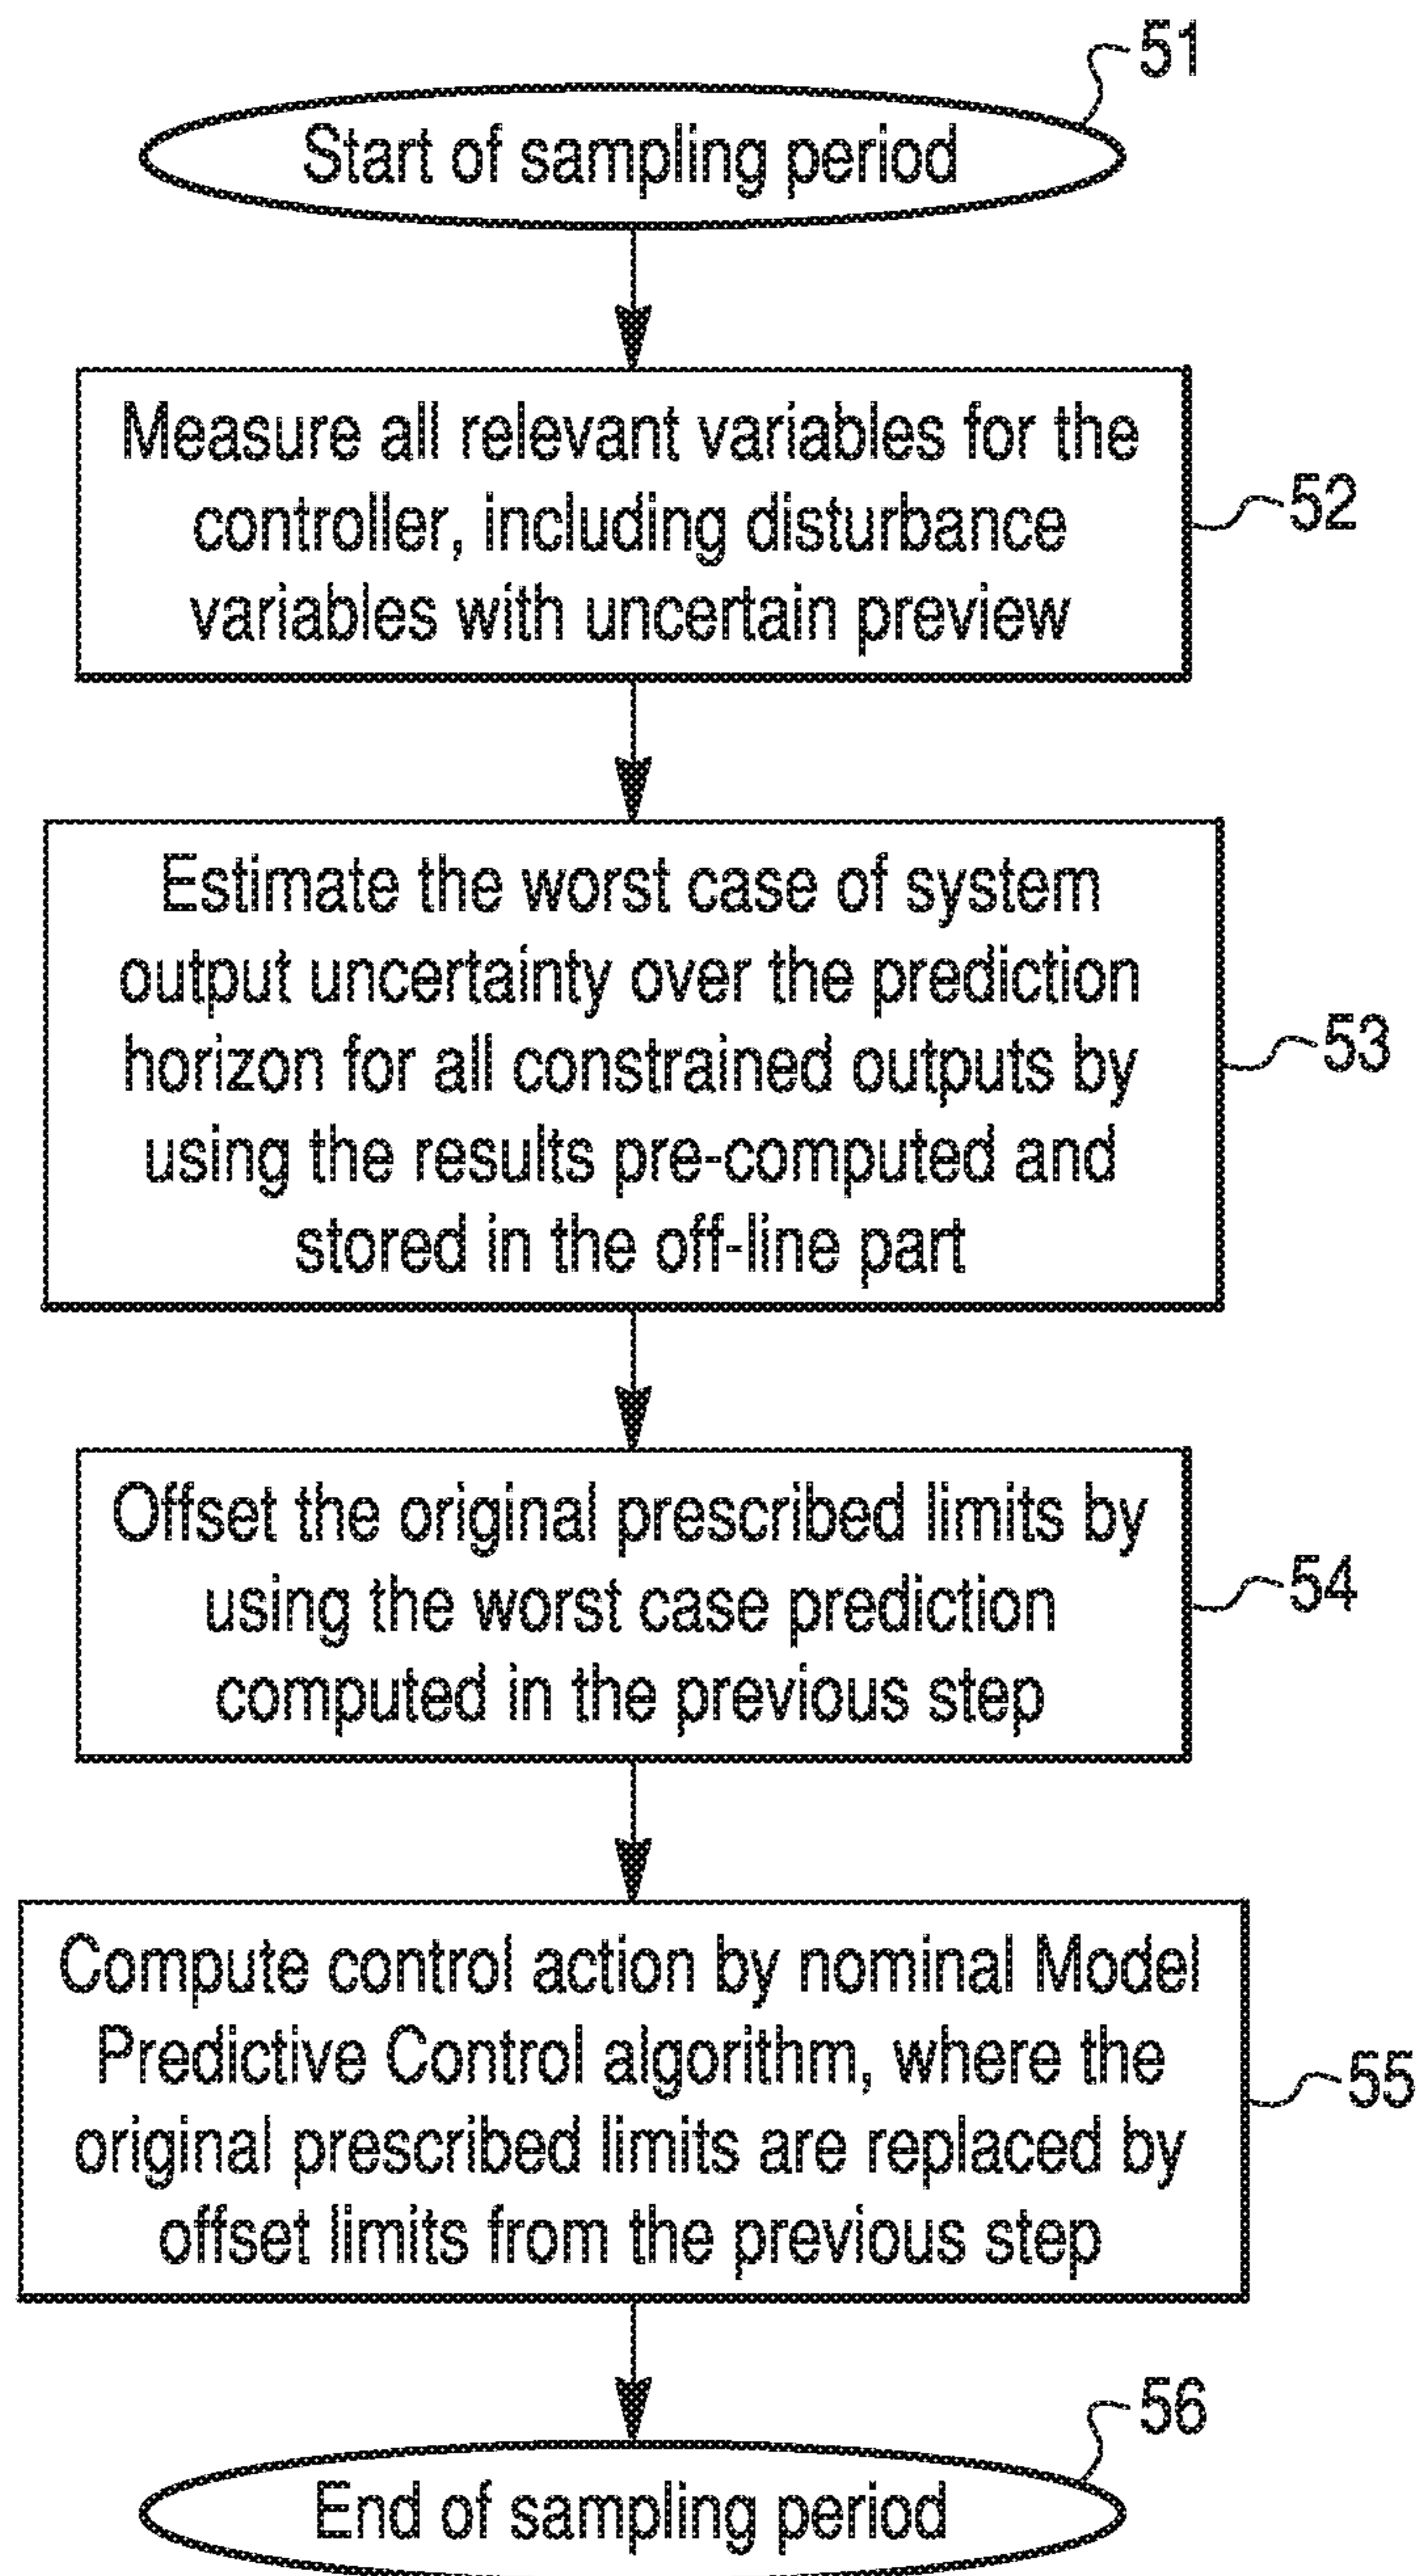 51
Start of sampling period
Measure all relevant variables for the
controller, including disturbance
variables with uncertain preview
52
Estimate the worst case of system
output uncertainty over the prediction
horizon for all constrained outputs by
using the results pre-computed and
stored in the off-line part
53
Offset the original prescribed limits by
using the worst case prediction
computed in the previous step
54
Compute control action by nominal Model
Predictive Control algorithm, where the
original prescribed limits are replaced by
offset limits from the previous step
55
56
End of sampling period